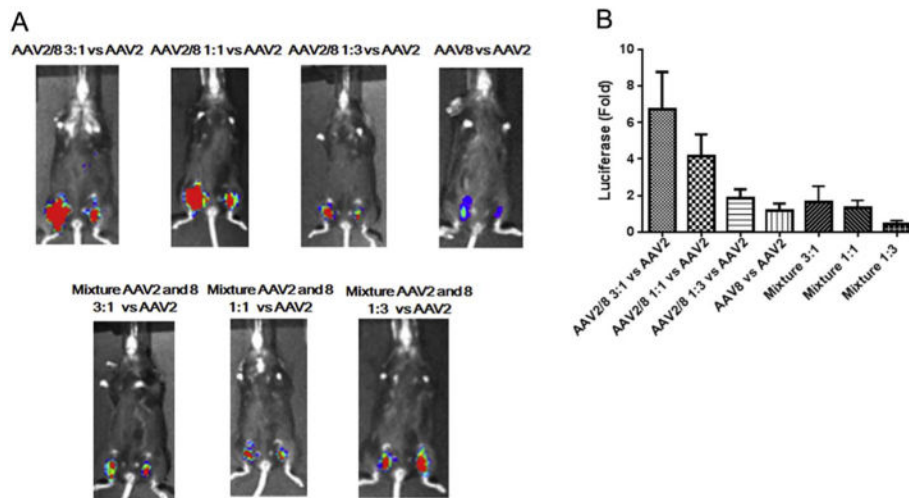 A
AAV2/8 3:1 vs AAV2 AAV2/8 1:1 vs AAV2 AAV2/8 1:3 vs AAV2 AAV8 vs AAV2
Mixture AAV2 and 8 Mixture AAV2 and 8 Mixture AAV2 and 8
3:1 vs AAV2 1:1 vs AAV2 1:3 vs AAV2
B
Luciferase (Fold)
10
8
6
4
2
0
AAV2/8 3:1 vs AAV2
AAV2/8 1:1 vs AAV2
AAV2/8 1:3 vs AAV2
AAV8 vs AAV2
Mixture 3:1
Mixture 1:1
Mixture 1:3